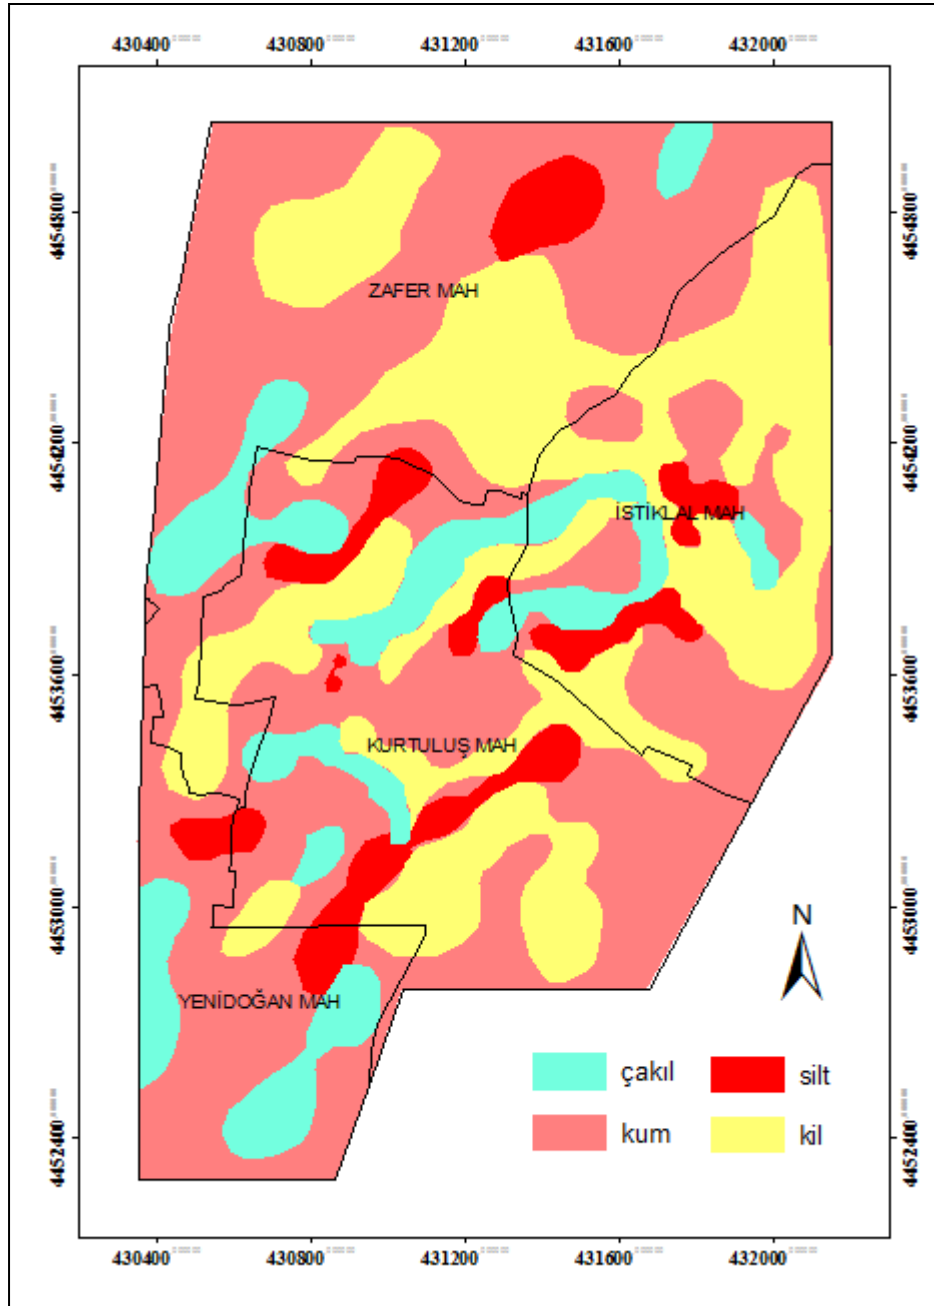 430400 430800 431200 431600 432000
4454800 4454800
ZAFER MAH
4454200 4454200
İSTİKLAL MAH
4453600 4453600
KURTULUŞ MAH
4453000 4453000
N
YENİDOĞAN MAH
çakıl silt
kum kil
4452400 4452400
430400 430800 431200 431600 432000